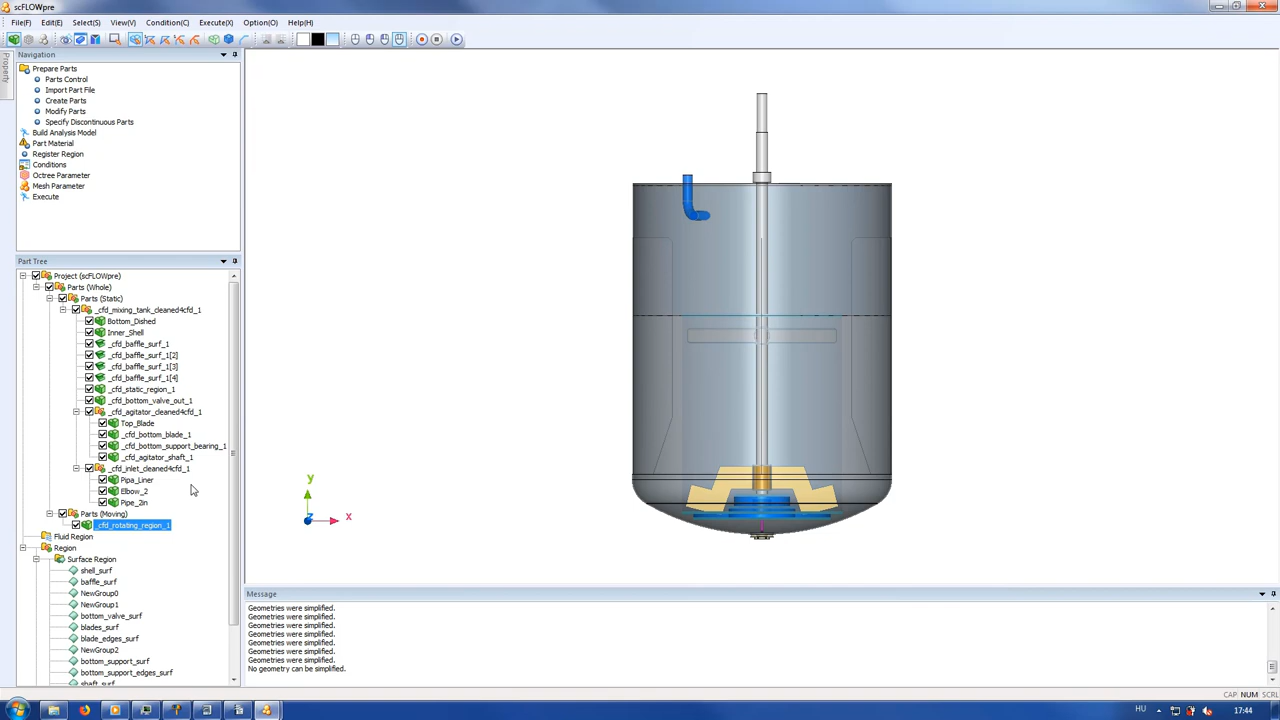 scFLOWpre
File(F) Edit(E) Select(S) View(V) Condition(C) Execute(X) Option(O) Help(H)
Property
Navigation
Prepare Parts
Parts Control
Import Part File
Create Parts
Modify Parts
Specify Discontinuous Parts
Build Analysis Model
Part Material
Register Region
Conditions
Octree Parameter
Mesh Parameter
Execute
Part Tree
Project (scFLOWpre)
Parts (Whole)
Parts (Static)
_cfd_mixing_tank_cleaned4cfd_1
Bottom_Dished
Inner_Shell
_cfd_baffle_surf_1
_cfd_baffle_surf_1[2]
_cfd_baffle_surf_1[3]
_cfd_baffle_surf_1[4]
_cfd_static_region_1
_cfd_bottom_valve_out_1
_cfd_agitator_cleaned4cfd_1
Top_Blade
_cfd_bottom_blade_1
_cfd_bottom_support_bearing_1
_cfd_agitator_shaft_1
_cfd_inlet_cleaned4cfd_1
Pipa_Liner
Elbow_2
Pipe_2in
Parts (Moving)
_cfd_rotating_region_1
Fluid Region
Region
Surface Region
shell_surf
baffle_surf
NewGroup0
NewGroup1
bottom_valve_surf
blades_surf
blade_edges_surf
NewGroup2
bottom_support_surf
bottom_support_edges_surf
shaft_surf
y
x
z
Message
Geometries were simplified.
Geometries were simplified.
Geometries were simplified.
Geometries were simplified.
Geometries were simplified.
Geometries were simplified.
Geometries were simplified.
No geometry can be simplified.
CAP NUM SCRL
HU 17:44